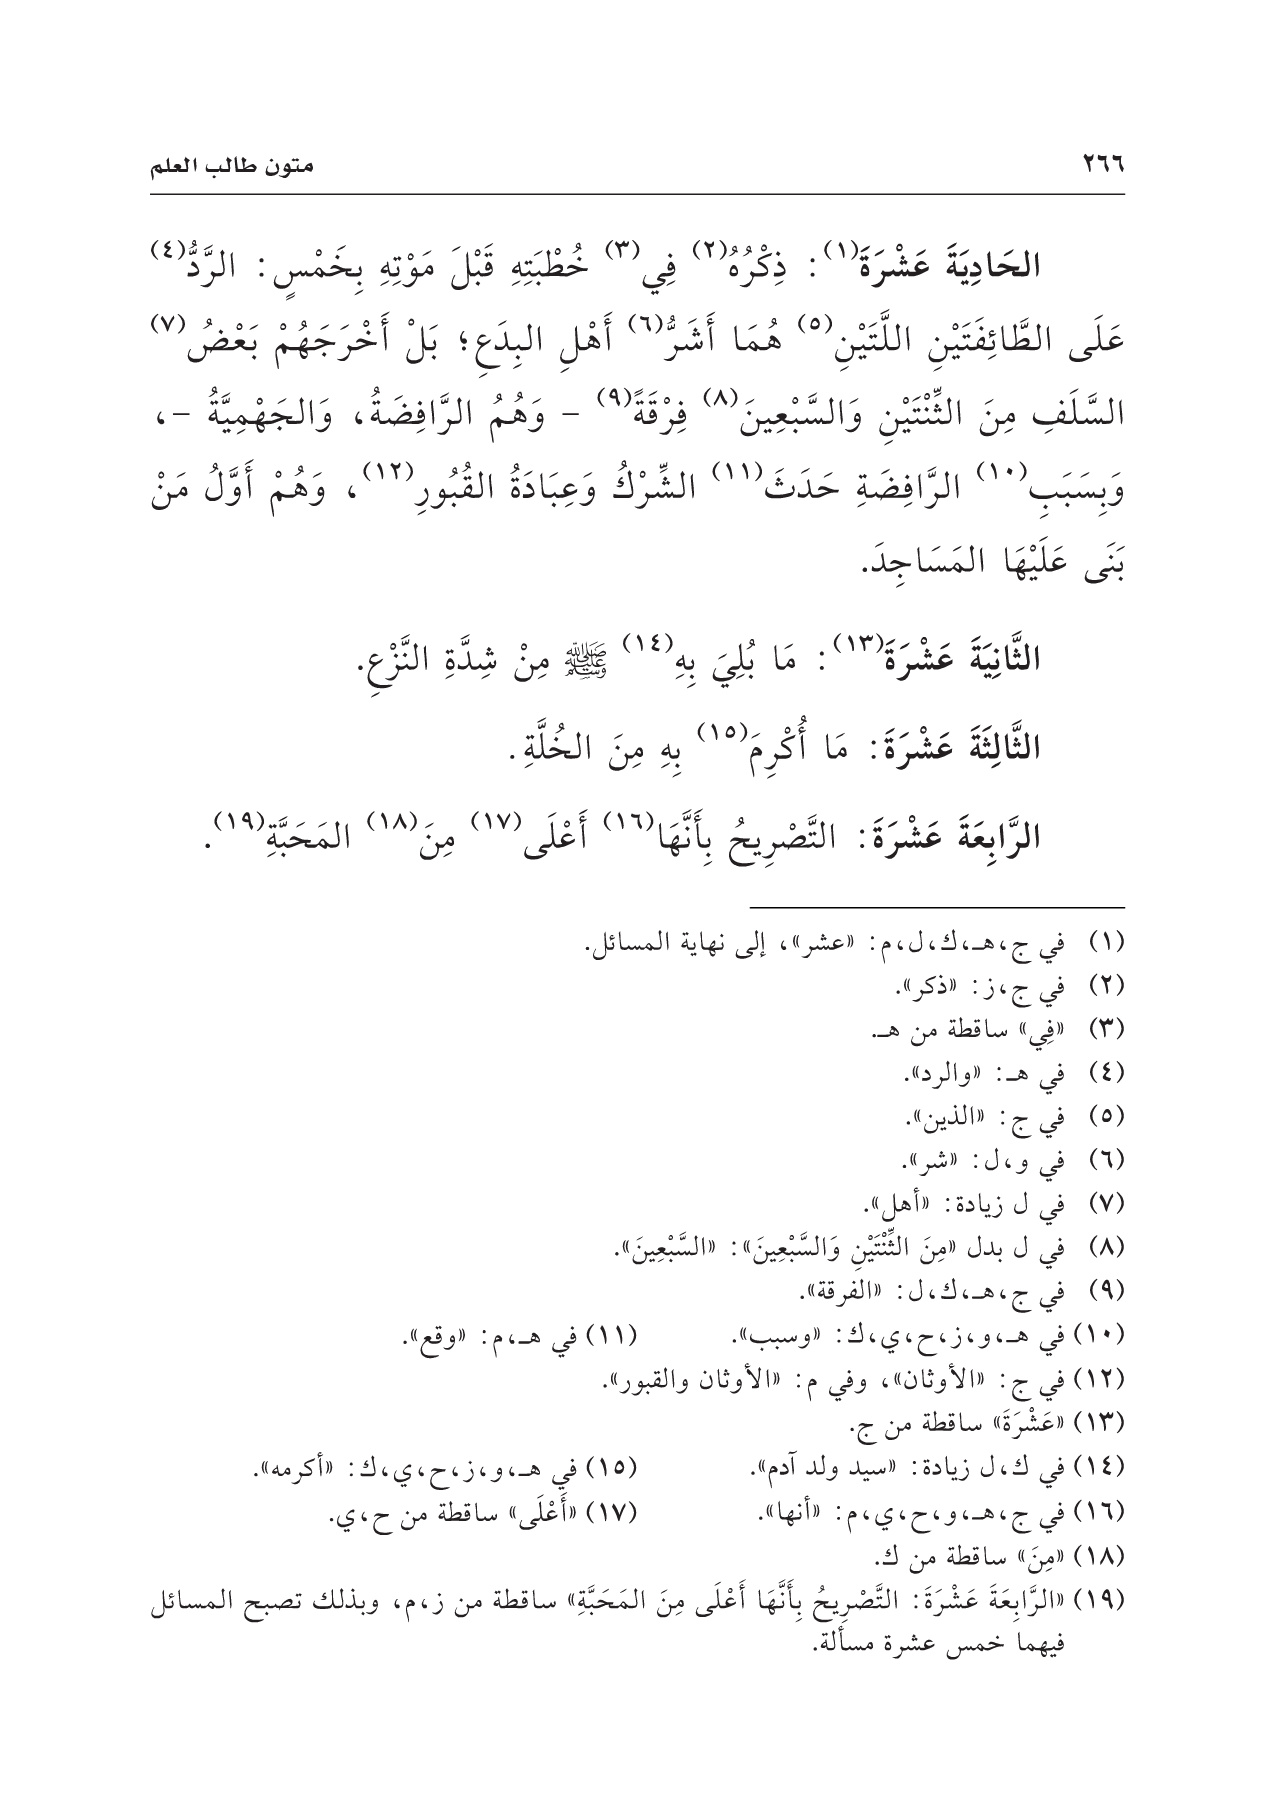 ٢٦٦
متون طالب العلم
الحَادِيَةَ عَشْرَةَ(١): ذِكْرُهُ(٢) فِي(٣) خُطْبَتِهِ قَبْلَ مَوْتِهِ بِخَمْسٍ: الرَّدُّ(٤)
عَلَى الطَّائِفَتَيْنِ اللَّتَيْنِ(٥) هُمَا أَشَرُّ(٦) أَهْلِ البِدَعِ؛ بَلْ أَخْرَجَهُمْ بَعْضُ(٧)
السَّلَفِ مِنَ الثِّنْتَيْنِ وَالسَّبْعِينَ(٨) فِرْقَةً(٩) - وَهُمُ الرَّافِضَةُ، وَالجَهْمِيَّةُ -،
وَبِسَبَبِ(١٠) الرَّافِضَةِ حَدَثَ(١١) الشِّرْكُ وَعِبَادَةُ القُبُورِ(١٢)، وَهُمْ أَوَّلُ مَنْ
بَنَى عَلَيْهَا المَسَاجِدَ.
الثَّانِيَةَ عَشْرَةَ(١٣): مَا بُلِيَ بِهِ(١٤) ﷺ مِنْ شِدَّةِ النَّزْعِ.
الثَّالِثَةَ عَشْرَةَ: مَا أُكْرِمَ(١٥) بِهِ مِنَ الخُلَّةِ.
الرَّابِعَةَ عَشْرَةَ: التَّصْرِيحُ بِأَنَّهَا(١٦) أَعْلَى(١٧) مِنَ(١٨) المَحَبَّةِ(١٩).
(١) في ج، هـ، ك، ل، م: «عشر»، إلى نهاية المسائل.
(٢) في ج، ز: «ذكر».
(٣) «فِي» ساقطة من هـ.
(٤) في هـ: «والرد».
(٥) في ج: «الذين».
(٦) في و، ل: «شر».
(٧) في ل زيادة: «أهل».
(٨) في ل بدل «مِنَ الثِّنْتَيْنِ وَالسَّبْعِينَ»: «السَّبْعِينَ».
(٩) في ج، هـ، ك، ل: «الفرقة».
(١٠) في هـ، و، ز، ح، ي، ك: «وسبب». (١١) في هـ، م: «وقع».
(١٢) في ج: «الأوثان»، وفي م: «الأوثان والقبور».
(١٣) «عَشْرَةَ» ساقطة من ج.
(١٤) في ك، ل زيادة: «سيد ولد آدم». (١٥) في هـ، و، ز، ح، ي، ك: «أكرمه».
(١٦) في ج، هـ، و، ح، ي، م: «أنها». (١٧) «أَعْلَى» ساقطة من ح، ي.
(١٨) «مِنَ» ساقطة من ك.
(١٩) «الرَّابِعَةَ عَشْرَةَ: التَّصْرِيحُ بِأَنَّهَا أَعْلَى مِنَ المَحَبَّةِ» ساقطة من ز، م، وبذلك تصبح المسائل
فيهما خمس عشرة مسألة.